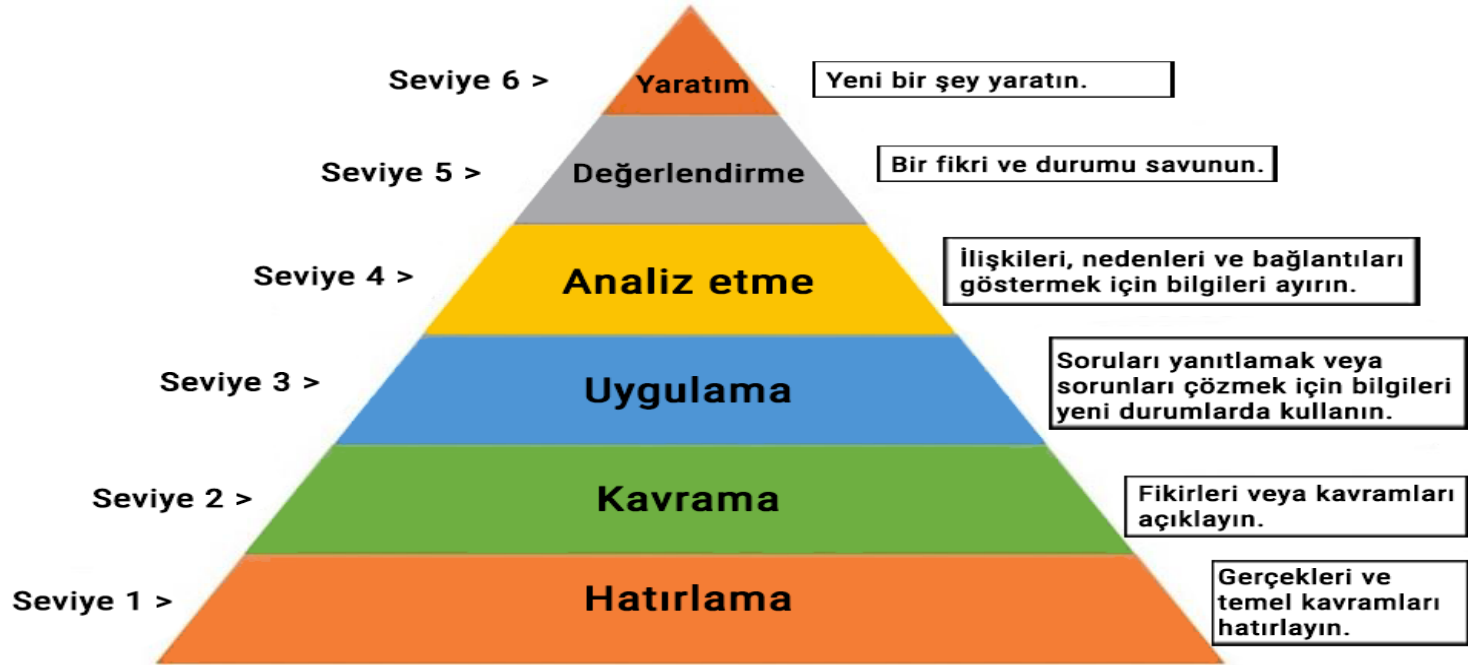 Seviye 6 >
Yaratım
Yeni bir şey yaratın.
Seviye 5 >
Değerlendirme
Bir fikri ve durumu savunun.
Seviye 4 >
Analiz etme
İlişkileri, nedenleri ve bağlantıları
göstermek için bilgileri ayırın.
Seviye 3 >
Uygulama
Soruları yanıtlamak veya
sorunları çözmek için bilgileri
yeni durumlarda kullanın.
Seviye 2 >
Kavrama
Fikirleri veya kavramları
açıklayın.
Seviye 1 >
Hatırlama
Gerçekleri ve
temel kavramları
hatırlayın.